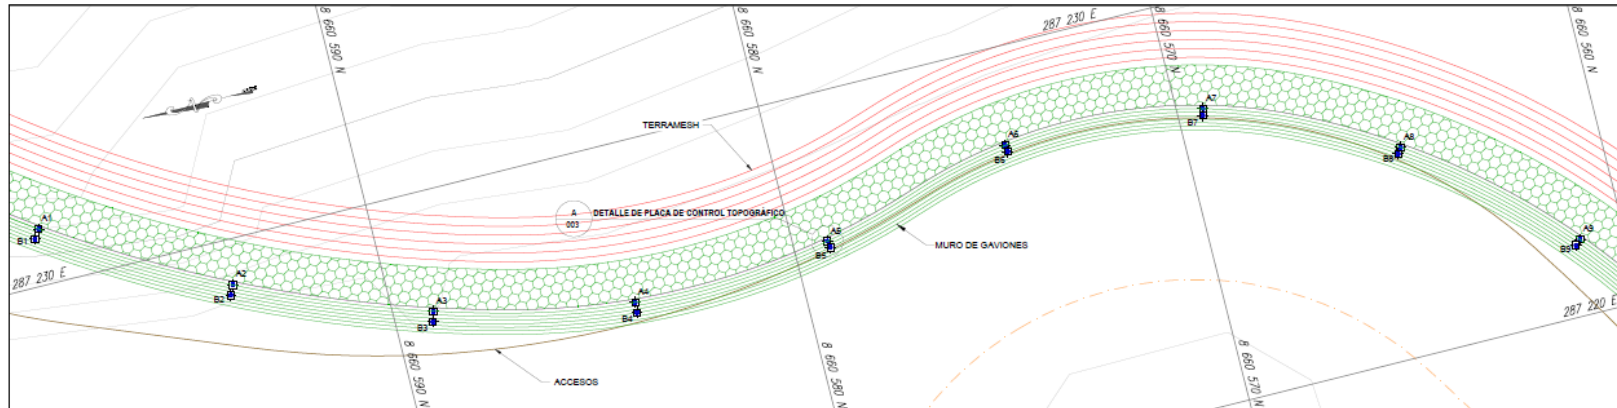 8 660 590 N
8 660 580 N
287 230 E
8 660 570 N
8 660 560 N
TERRAMESH
A7
B7
A6
B6
A8
B8
A
003
DETALLE DE PLACA DE CONTROL TOPOGRÁFICO
A1
B1
A5
B5
MURO DE GAVIONES
A9
B9
287 230 E
A2
B2
A3
B3
A4
B4
287 220 E
ACCESOS
8 660 590 N
8 660 580 N
8 660 570 N